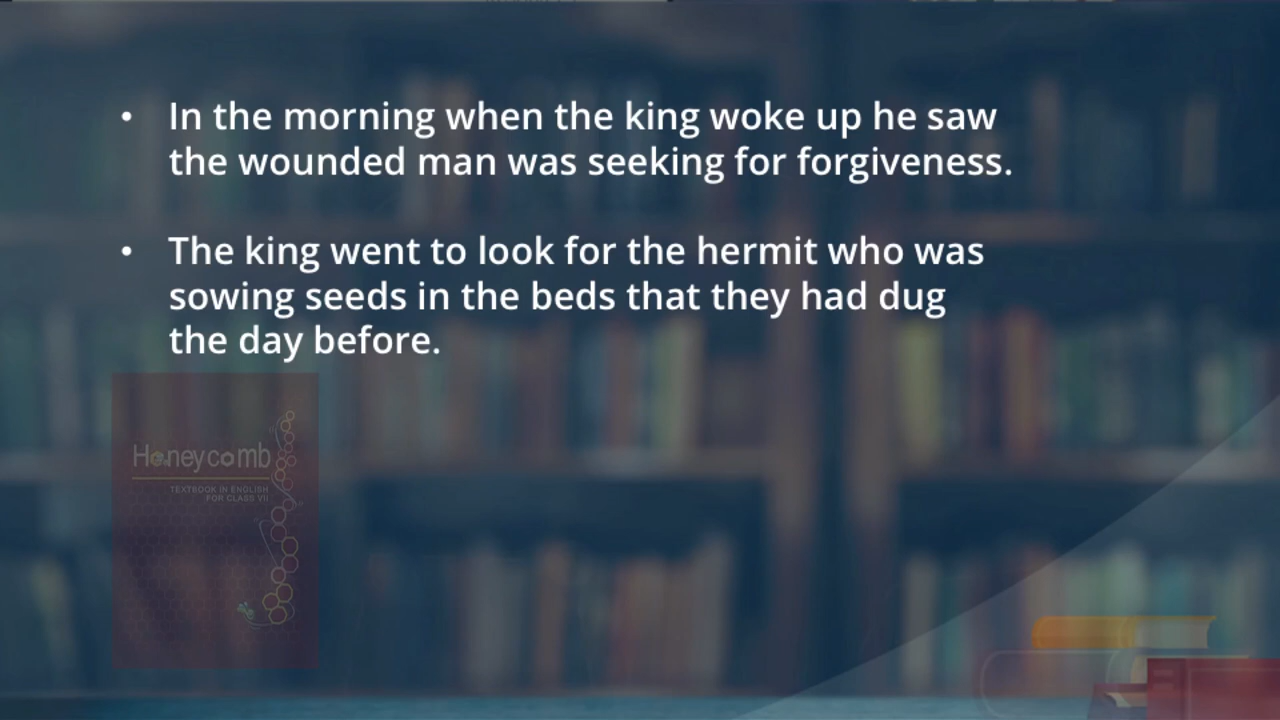 • In the morning when the king woke up he saw
the wounded man was seeking for forgiveness.
• The king went to look for the hermit who was
sowing seeds in the beds that they had dug
the day before.
Honeycomb
TEXTBOOK IN ENGLISH
FOR CLASS VII